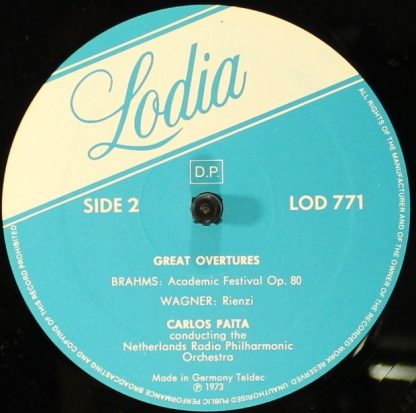 Lodia
D.P.
SIDE 2
LOD 771
GREAT OVERTURES
BRAHMS: Academic Festival Op. 80
WAGNER: Rienzi
CARLOS PAITA
conducting the
Netherlands Radio Philharmonic
Orchestra
Made in Germany Teldec
℗ 1973
ALL RIGHTS OF THE MANUFACTURER AND OF THE OWNER OF THE RECORDED WORK RESERVED. UNAUTHORISED PUBLIC PERFORMANCE BROADCASTING AND COPYING OF THIS RECORD PROHIBITED